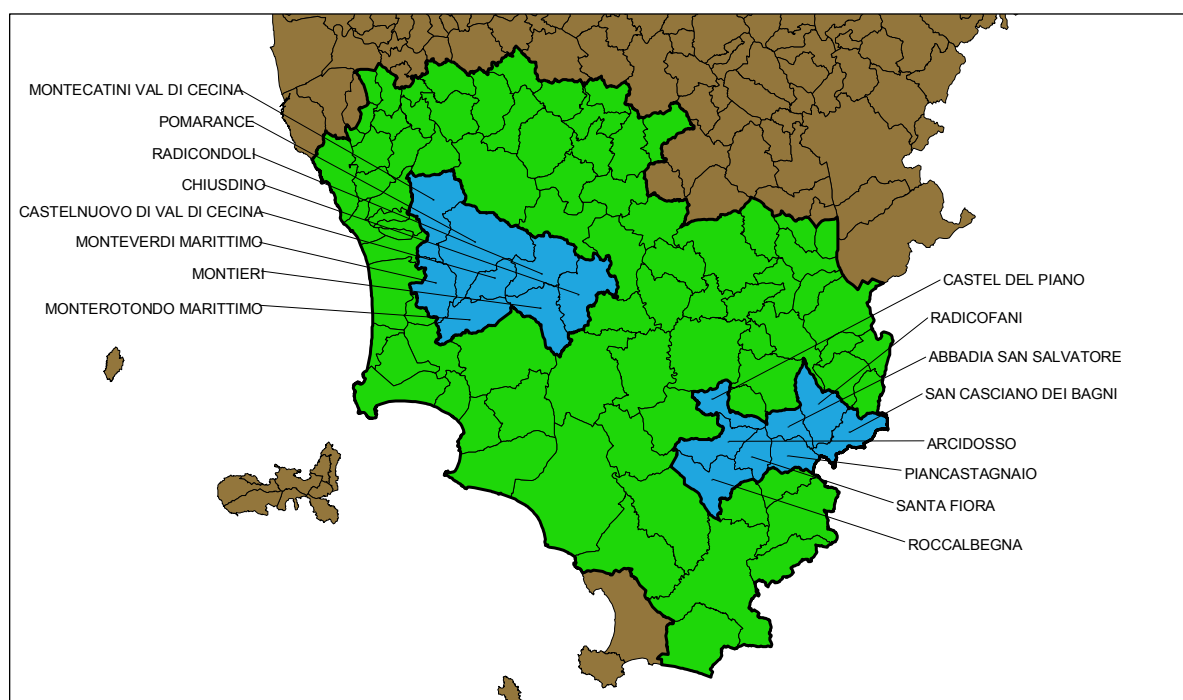 MONTECATINI VAL DI CECINA
POMARANCE
RADICONDOLI
CHIUSDINO
CASTELNUOVO DI VAL DI CECINA
MONTEVERDI MARITTIMO
MONTIERI
MONTEROTONDO MARITTIMO
CASTEL DEL PIANO
RADICOFANI
ABBADIA SAN SALVATORE
SAN CASCIANO DEI BAGNI
ARCIDOSSO
PIANCASTAGNAIO
SANTA FIORA
ROCCALBEGNA